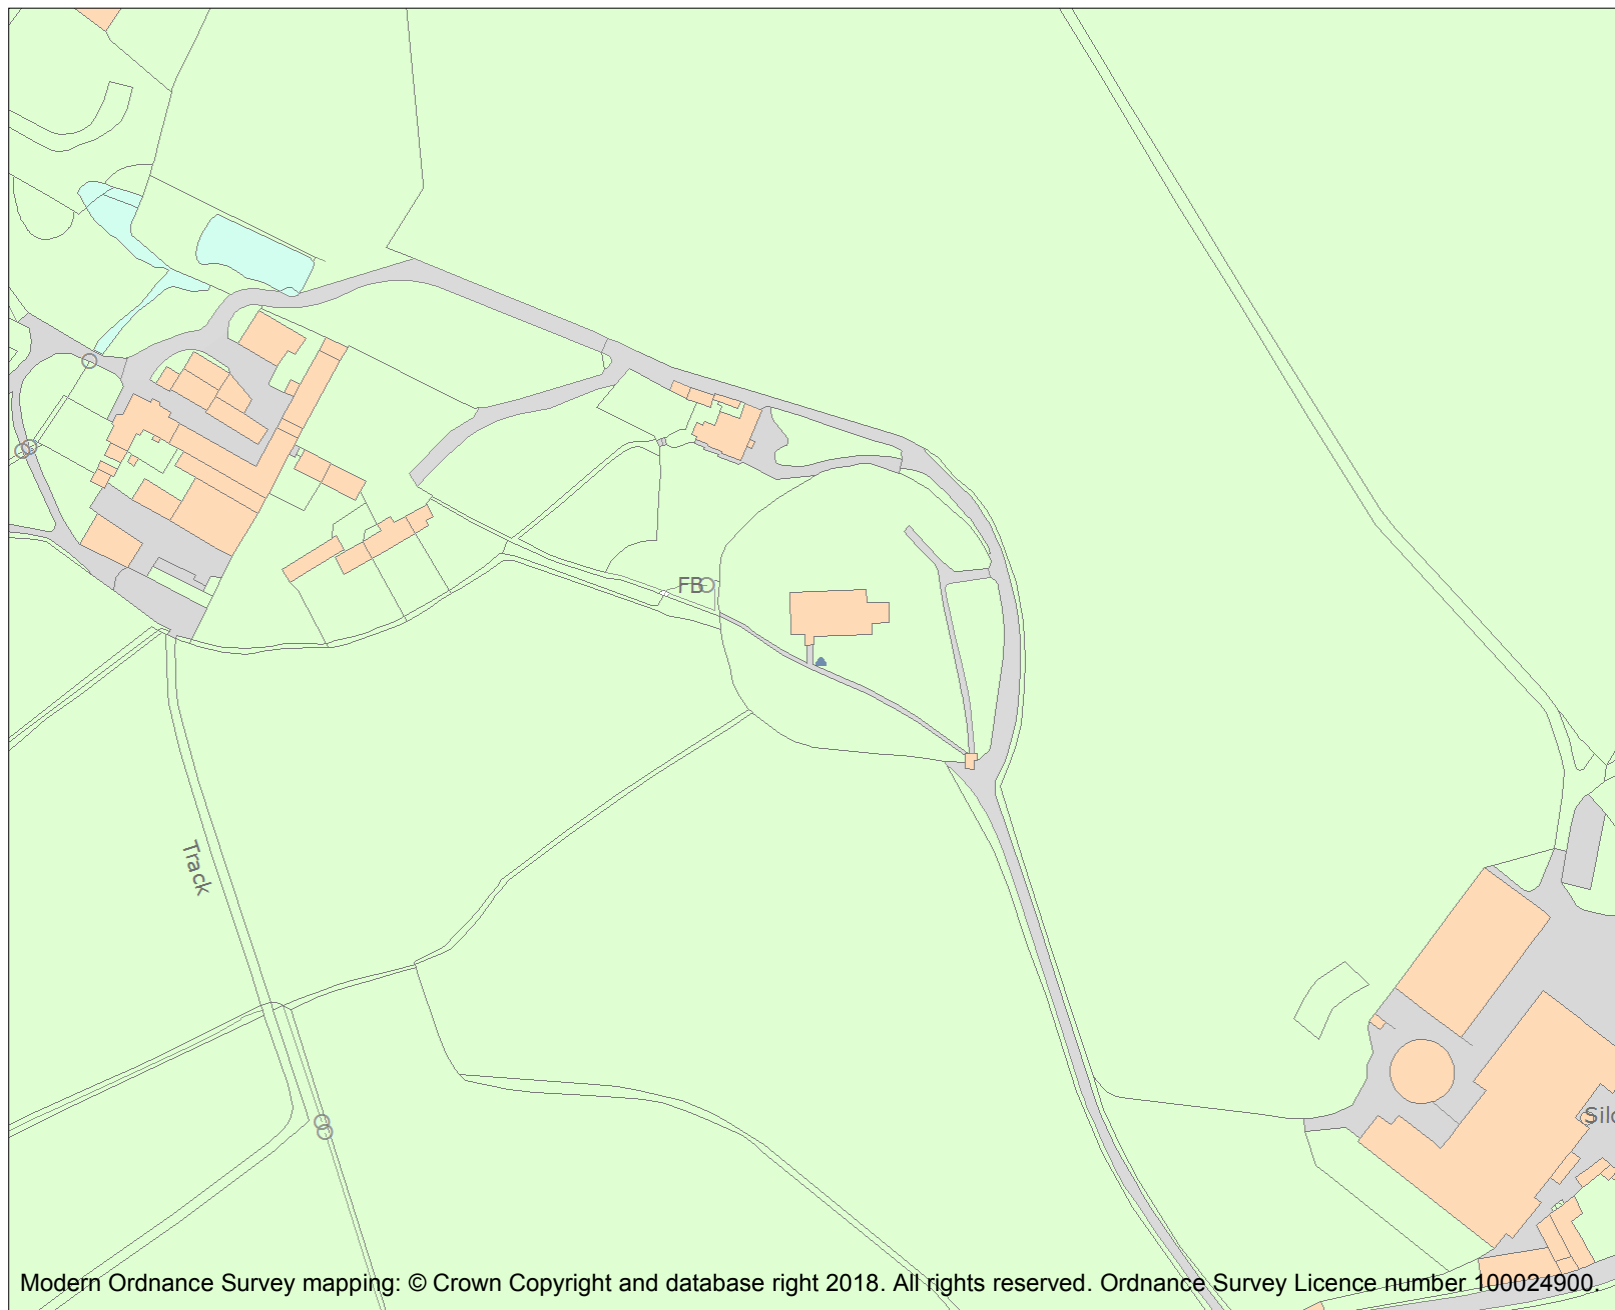 FB
Track
Modern Ordnance Survey mapping: © Crown Copyright and database right 2018. All rights reserved. Ordnance Survey Licence number 100024900.